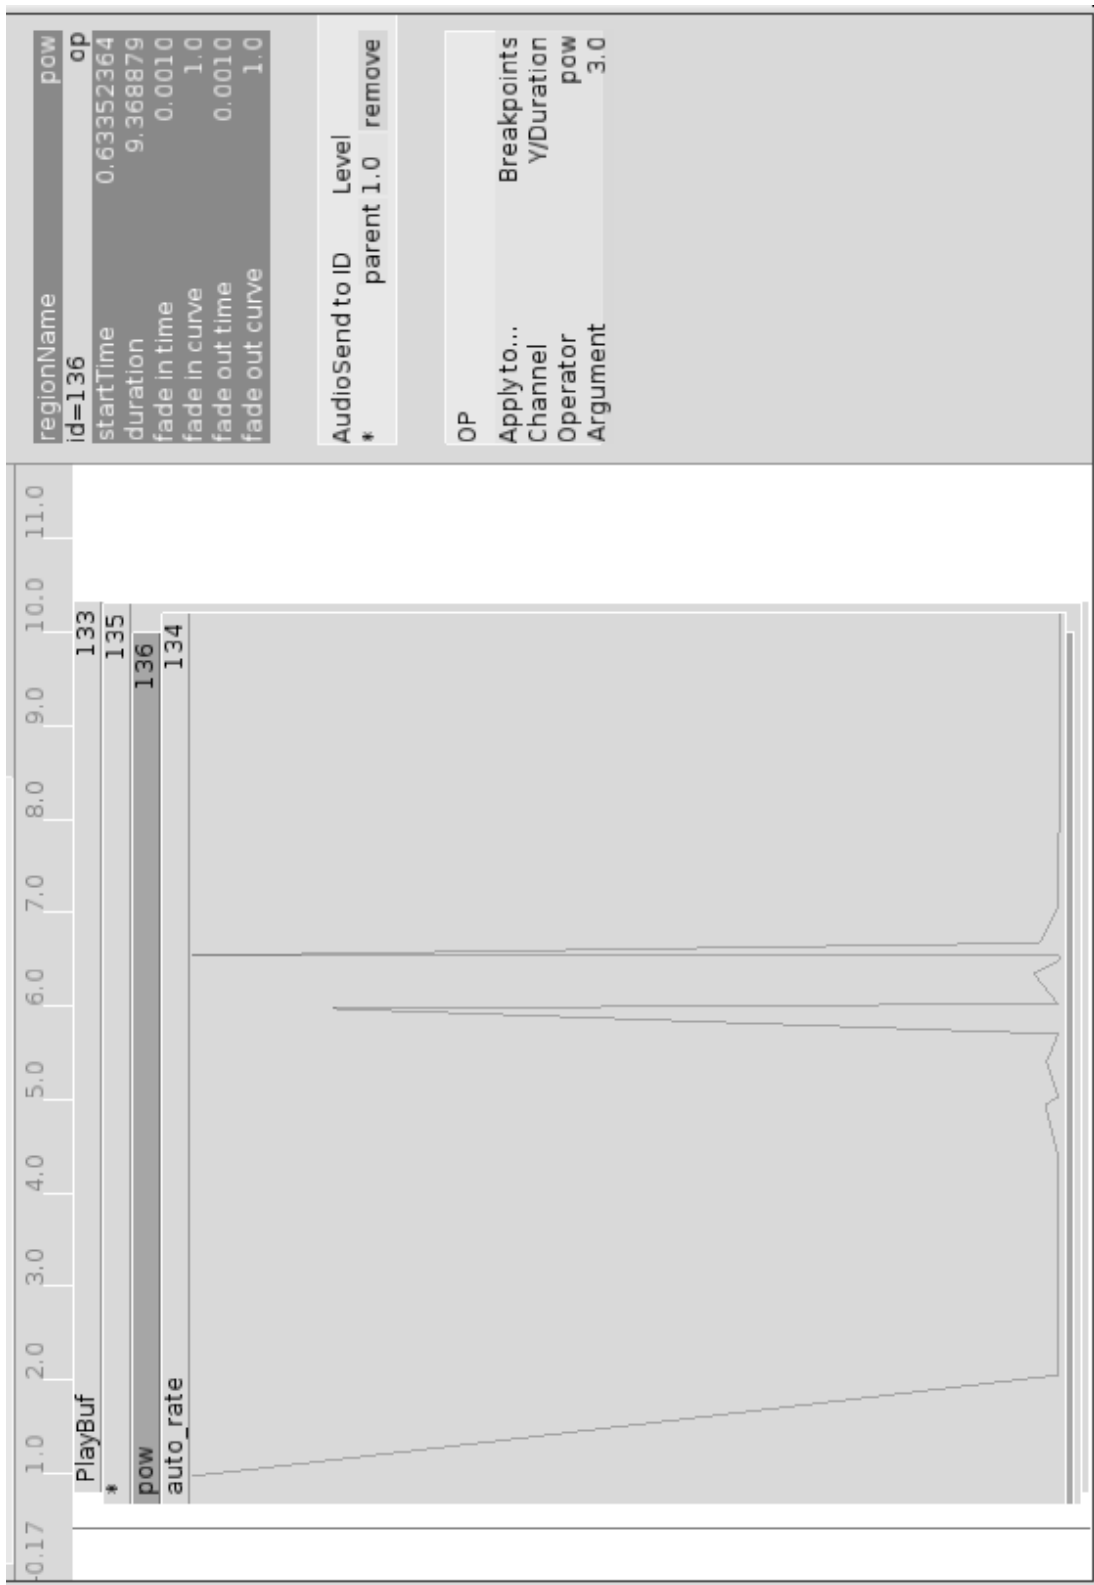 -0.17 1.0 2.0 3.0 4.0 5.0 6.0 7.0 8.0 9.0 10.0 11.0
PlayBuf 133
* 135
pow 136
auto_rate 134
regionName pow
id=136 op
startTime 0.63352364
duration 9.368879
fade in time 0.0010
fade in curve 1.0
fade out time 0.0010
fade out curve 1.0
AudioSend to ID Level
* parent 1.0 remove
OP
Apply to... Breakpoints
Channel Y/Duration
Operator pow
Argument 3.0